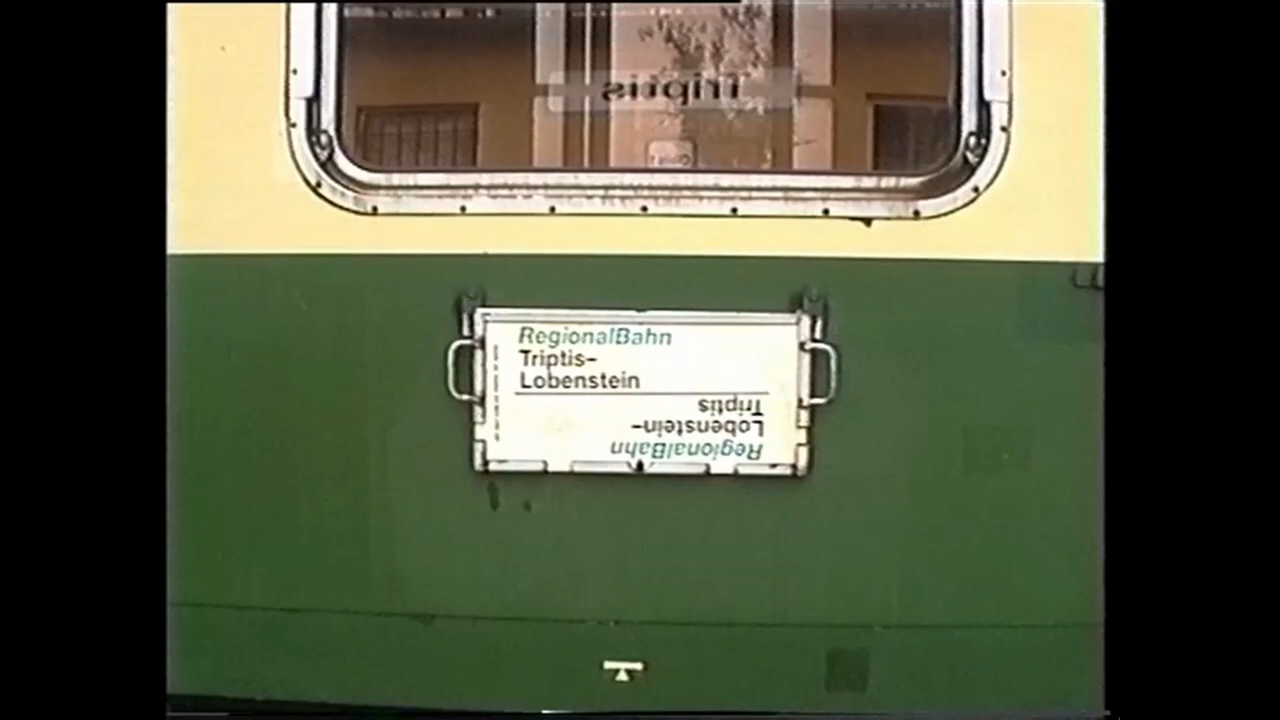 Triptis
RegionalBahn
Triptis–
Lobenstein
Triptis
Lobenstein–
RegionalBahn